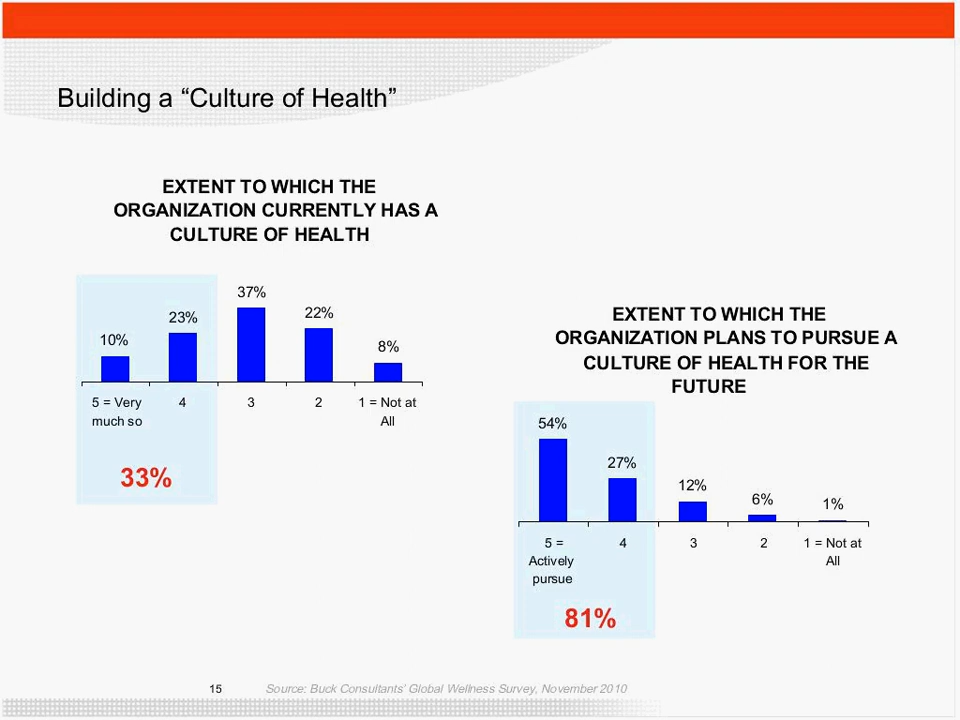 Building a “Culture of Health”
EXTENT TO WHICH THE
ORGANIZATION CURRENTLY HAS A
CULTURE OF HEALTH
37%
23%
22%
10%
8%
5 = Very
much so
4
3
2
1 = Not at
All
33%
EXTENT TO WHICH THE
ORGANIZATION PLANS TO PURSUE A
CULTURE OF HEALTH FOR THE
FUTURE
54%
27%
12%
6%
1%
5 =
Actively
pursue
4
3
2
1 = Not at
All
81%
15
Source: Buck Consultants’ Global Wellness Survey, November 2010